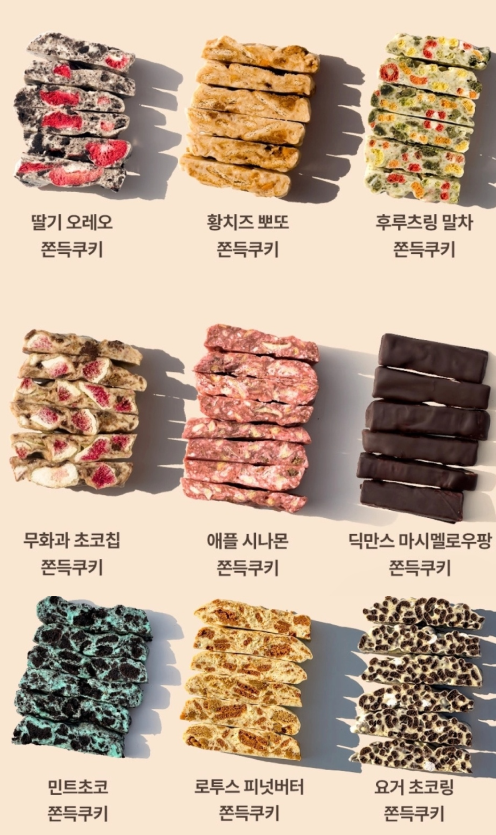 딸기 오레오
쫀득쿠키
황치즈 뽀또
쫀득쿠키
후루츠링 말차
쫀득쿠키
무화과 초코칩
쫀득쿠키
애플 시나몬
쫀득쿠키
딕만스 마시멜로우팡
쫀득쿠키
민트초코
쫀득쿠키
로투스 피넛버터
쫀득쿠키
요거 초코링
쫀득쿠키